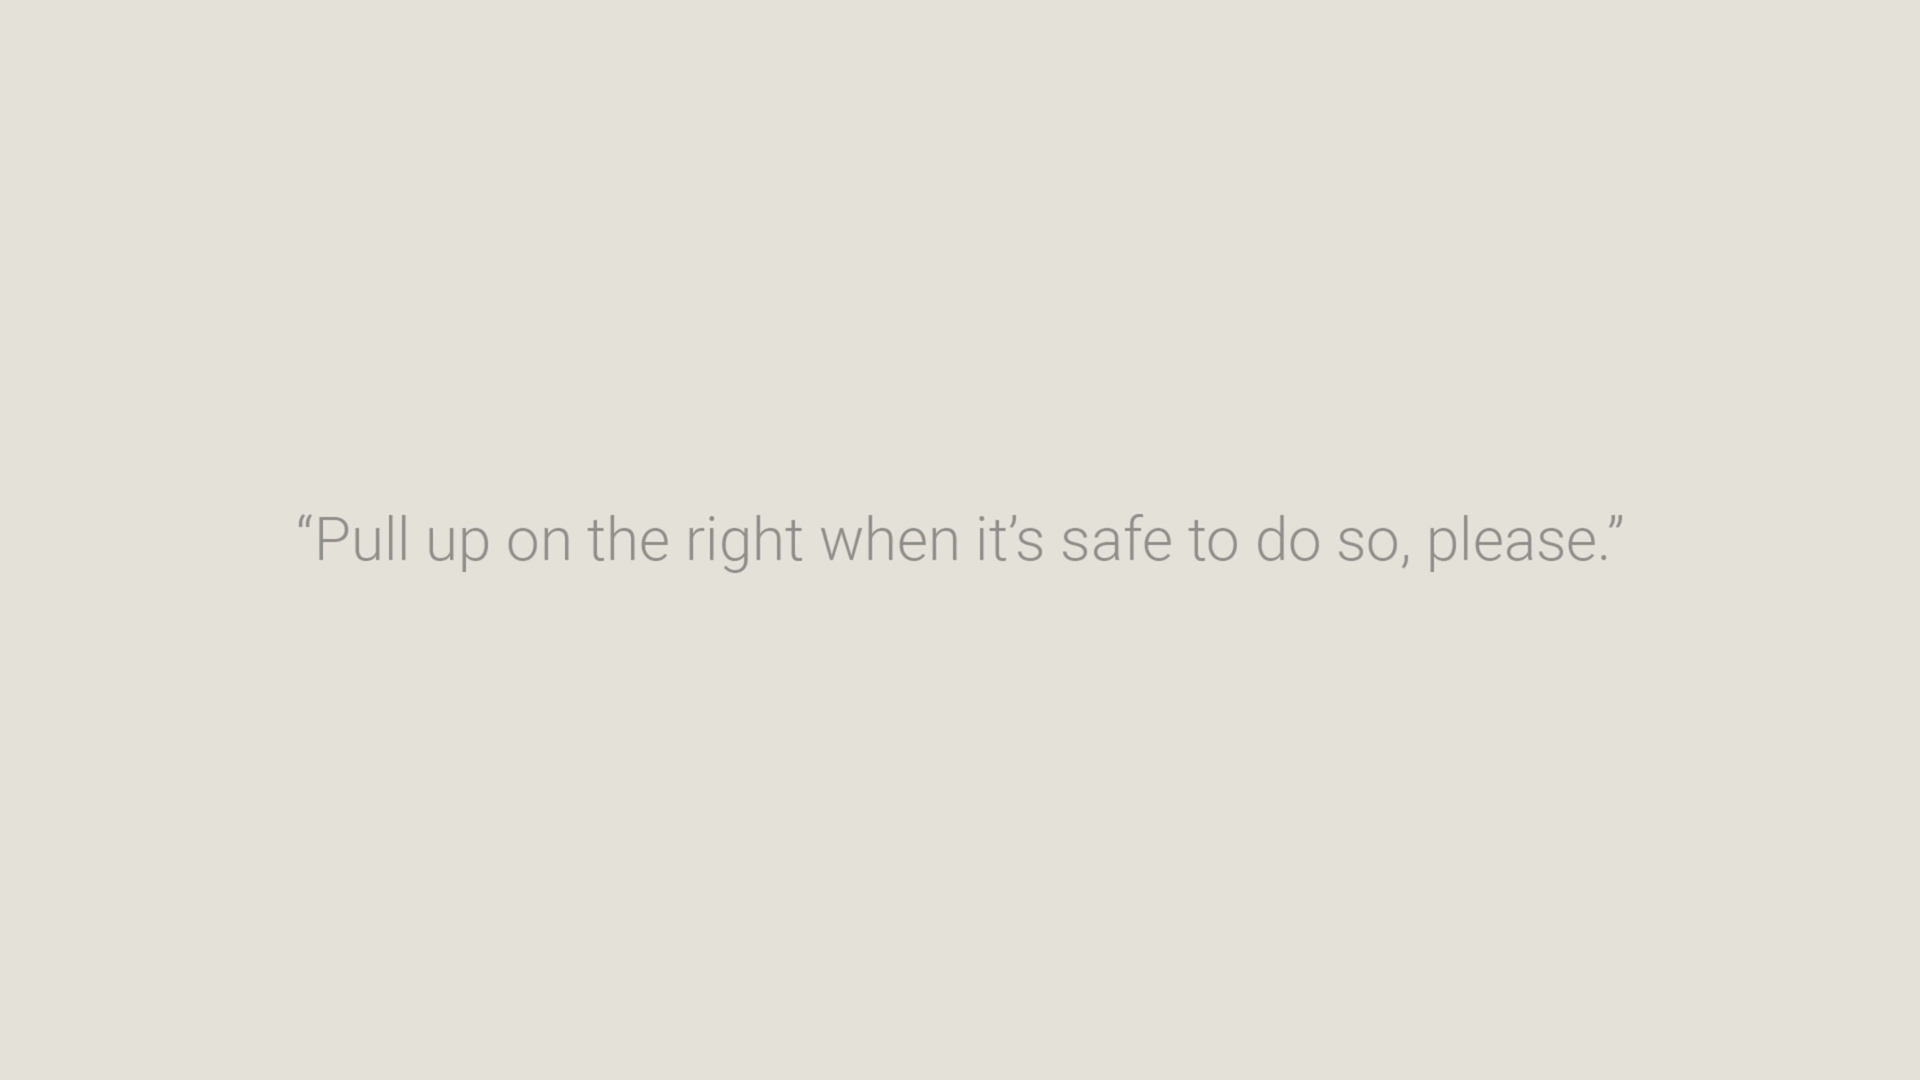 “Pull up on the right when it’s safe to do so, please.”